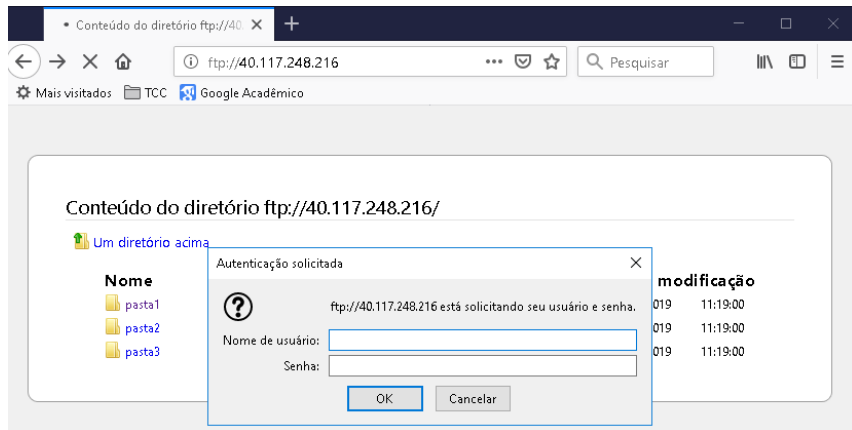 Conteúdo do diretório ftp://40
ftp://40.117.248.216
Pesquisar
Mais visitados TCC Google Acadêmico
Conteúdo do diretório ftp://40.117.248.216/
Um diretório acima
Nome modificação
pasta1 019 11:19:00
pasta2 019 11:19:00
pasta3 019 11:19:00
Autenticação solicitada
ftp://40.117.248.216 está solicitando seu usuário e senha.
Nome de usuário:
Senha:
OK Cancelar